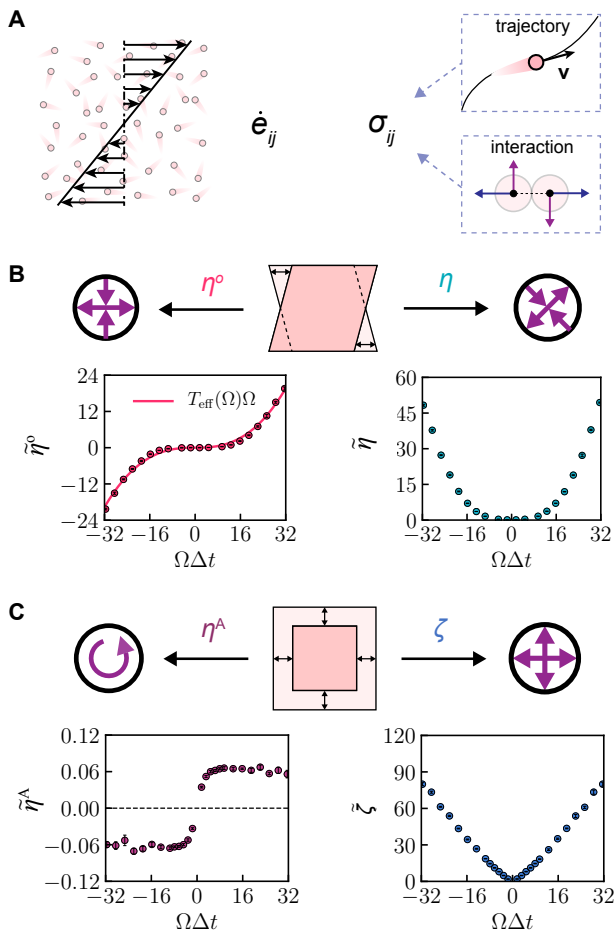 A
trajectory
v
ė_ij
σ_ij
interaction
B
η^o
η
24
12
0
−12
−24
T_eff(Ω)Ω
η̃^o
−32 −16 0 16 32
ΩΔt
60
45
30
15
0
η̃
−32 −16 0 16 32
ΩΔt
C
η^A
ζ
0.12
0.06
0.00
−0.06
−0.12
η̃^A
−32 −16 0 16 32
ΩΔt
120
90
60
30
0
ζ̃
−32 −16 0 16 32
ΩΔt